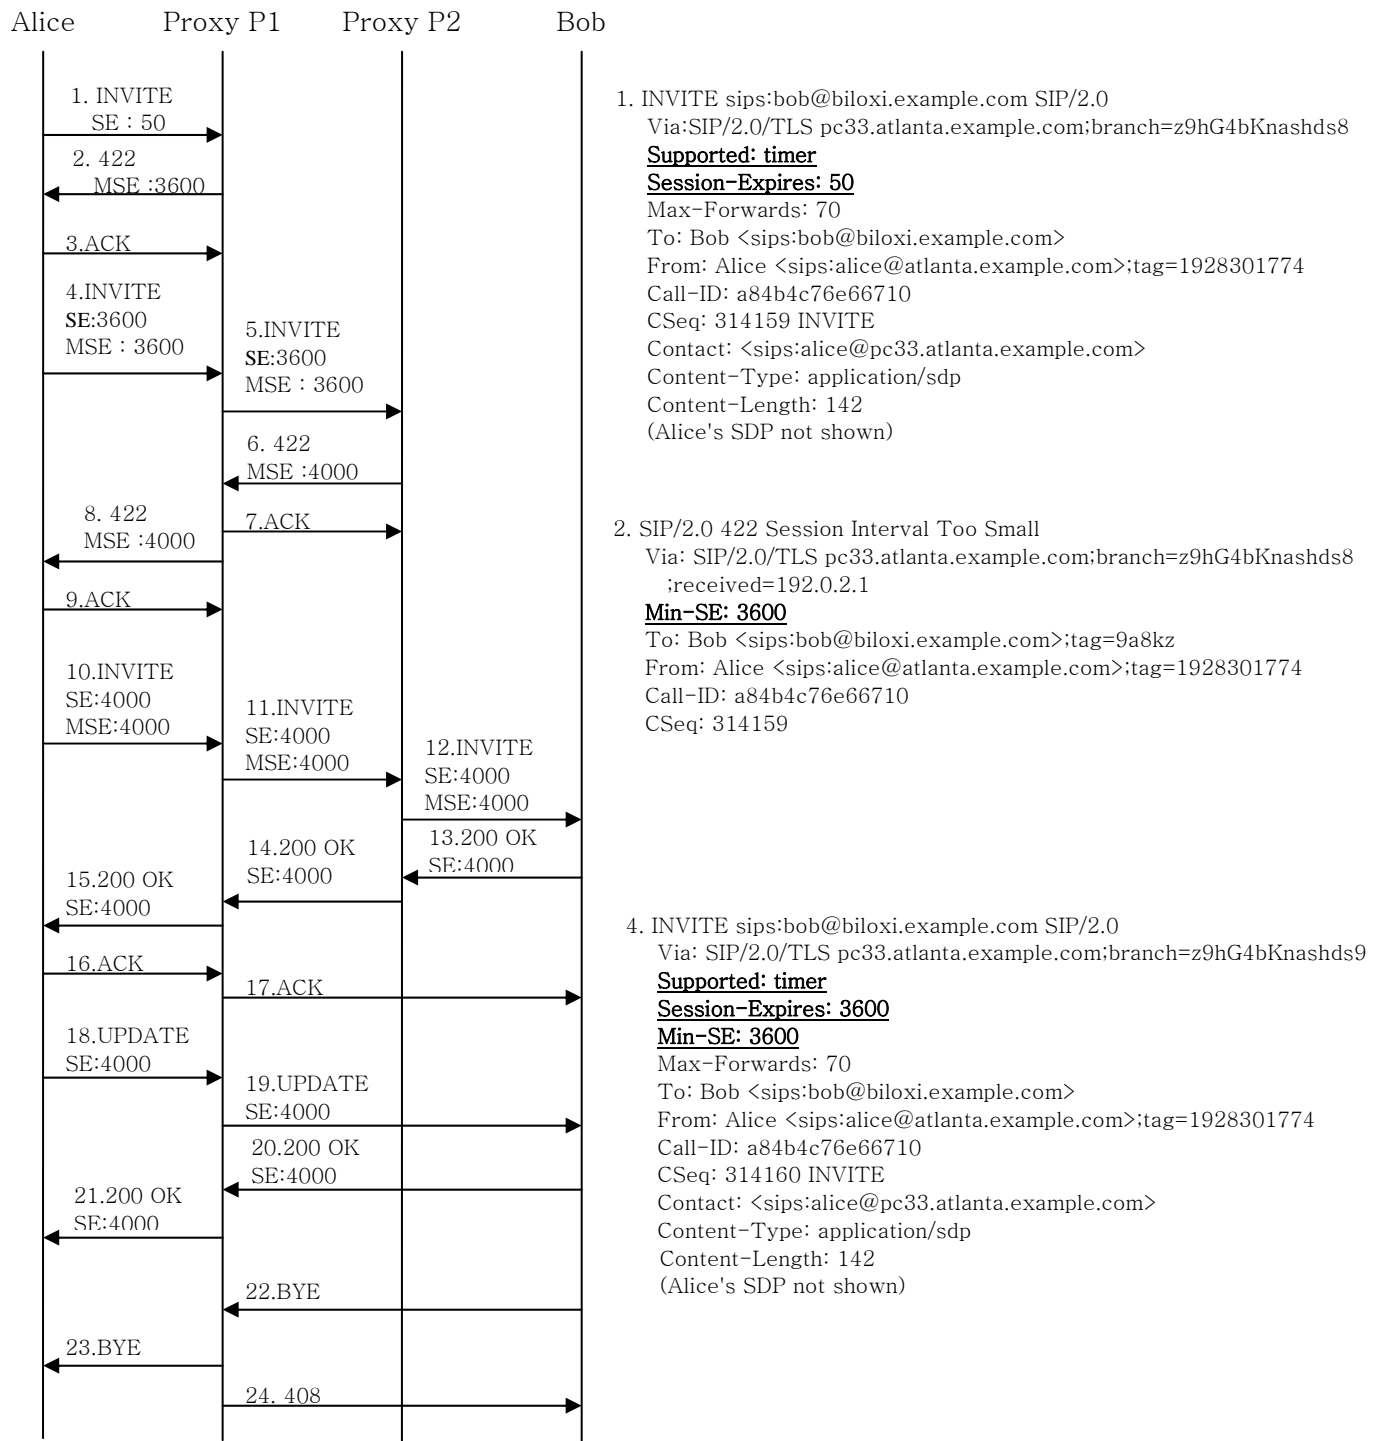 Alice
Proxy P1
Proxy P2
Bob
1. INVITE
SE : 50
2. 422
MSE :3600
3.ACK
4.INVITE
SE:3600
MSE : 3600
5.INVITE
SE:3600
MSE : 3600
6. 422
MSE :4000
7.ACK
8. 422
MSE :4000
9.ACK
10.INVITE
SE:4000
MSE:4000
11.INVITE
SE:4000
MSE:4000
12.INVITE
SE:4000
MSE:4000
13.200 OK
SE:4000
14.200 OK
SE:4000
15.200 OK
SE:4000
16.ACK
17.ACK
18.UPDATE
SE:4000
19.UPDATE
SE:4000
20.200 OK
SE:4000
21.200 OK
SE:4000
22.BYE
23.BYE
24. 408
1. INVITE sips:bob@biloxi.example.com SIP/2.0
Via:SIP/2.0/TLS pc33.atlanta.example.com;branch=z9hG4bKnashds8
Supported: timer
Session-Expires: 50
Max-Forwards: 70
To: Bob <sips:bob@biloxi.example.com>
From: Alice <sips:alice@atlanta.example.com>;tag=1928301774
Call-ID: a84b4c76e66710
CSeq: 314159 INVITE
Contact: <sips:alice@pc33.atlanta.example.com>
Content-Type: application/sdp
Content-Length: 142
(Alice's SDP not shown)
2. SIP/2.0 422 Session Interval Too Small
Via: SIP/2.0/TLS pc33.atlanta.example.com;branch=z9hG4bKnashds8
;received=192.0.2.1
Min-SE: 3600
To: Bob <sips:bob@biloxi.example.com>;tag=9a8kz
From: Alice <sips:alice@atlanta.example.com>;tag=1928301774
Call-ID: a84b4c76e66710
CSeq: 314159
4. INVITE sips:bob@biloxi.example.com SIP/2.0
Via: SIP/2.0/TLS pc33.atlanta.example.com;branch=z9hG4bKnashds9
Supported: timer
Session-Expires: 3600
Min-SE: 3600
Max-Forwards: 70
To: Bob <sips:bob@biloxi.example.com>
From: Alice <sips:alice@atlanta.example.com>;tag=1928301774
Call-ID: a84b4c76e66710
CSeq: 314160 INVITE
Contact: <sips:alice@pc33.atlanta.example.com>
Content-Type: application/sdp
Content-Length: 142
(Alice's SDP not shown)